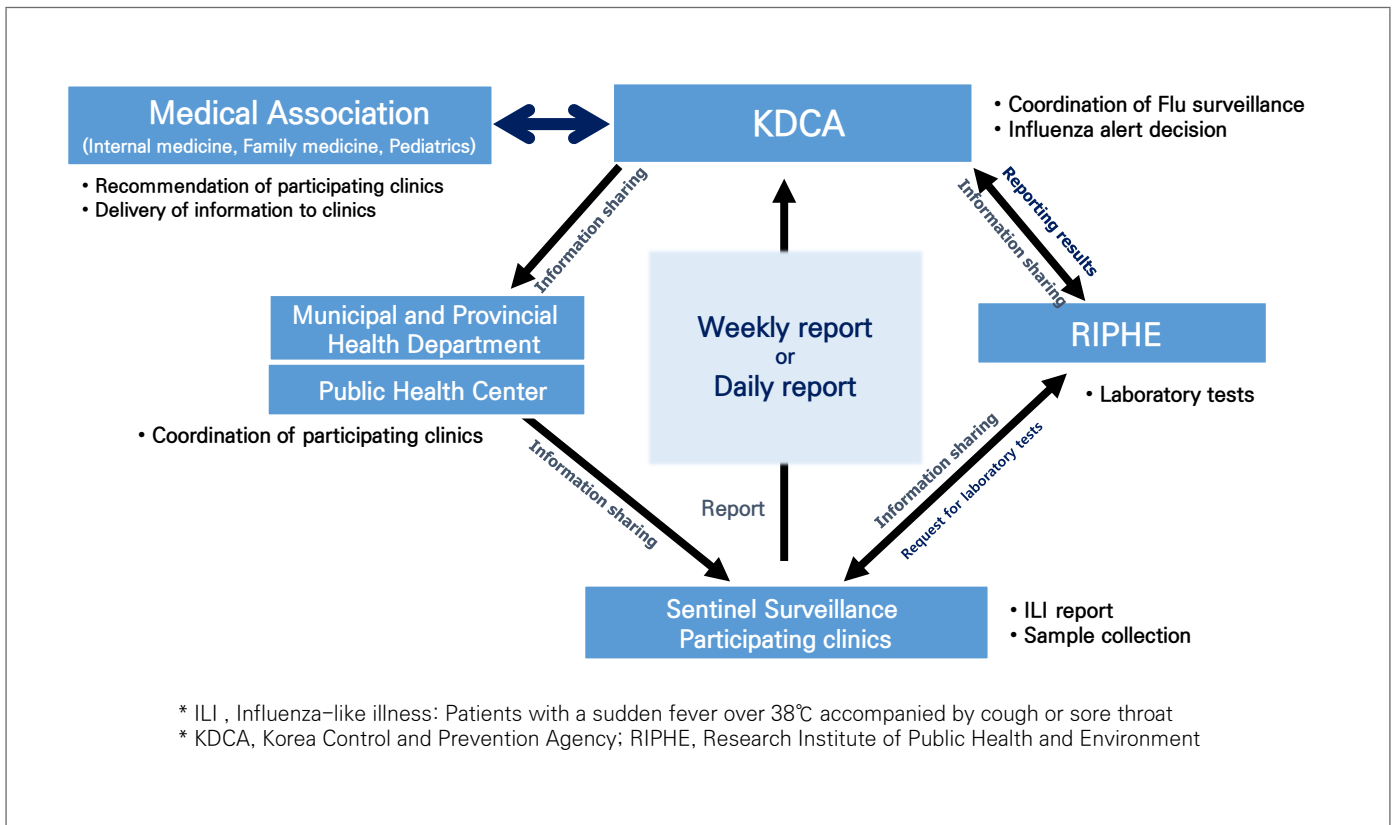 Medical Association
(Internal medicine, Family medicine, Pediatrics)
• Recommendation of participating clinics
• Delivery of information to clinics
KDCA
• Coordination of Flu surveillance
• Influenza alert decision
Information sharing
Reporting results
Information sharing
Municipal and Provincial
Health Department
Public Health Center
• Coordination of participating clinics
Weekly report
or
Daily report
RIPHE
• Laboratory tests
Information sharing
Report
Information sharing
Request for laboratory tests
Sentinel Surveillance
Participating clinics
• ILI report
• Sample collection
* ILI , Influenza-like illness: Patients with a sudden fever over 38℃ accompanied by cough or sore throat
* KDCA, Korea Control and Prevention Agency; RIPHE, Research Institute of Public Health and Environment